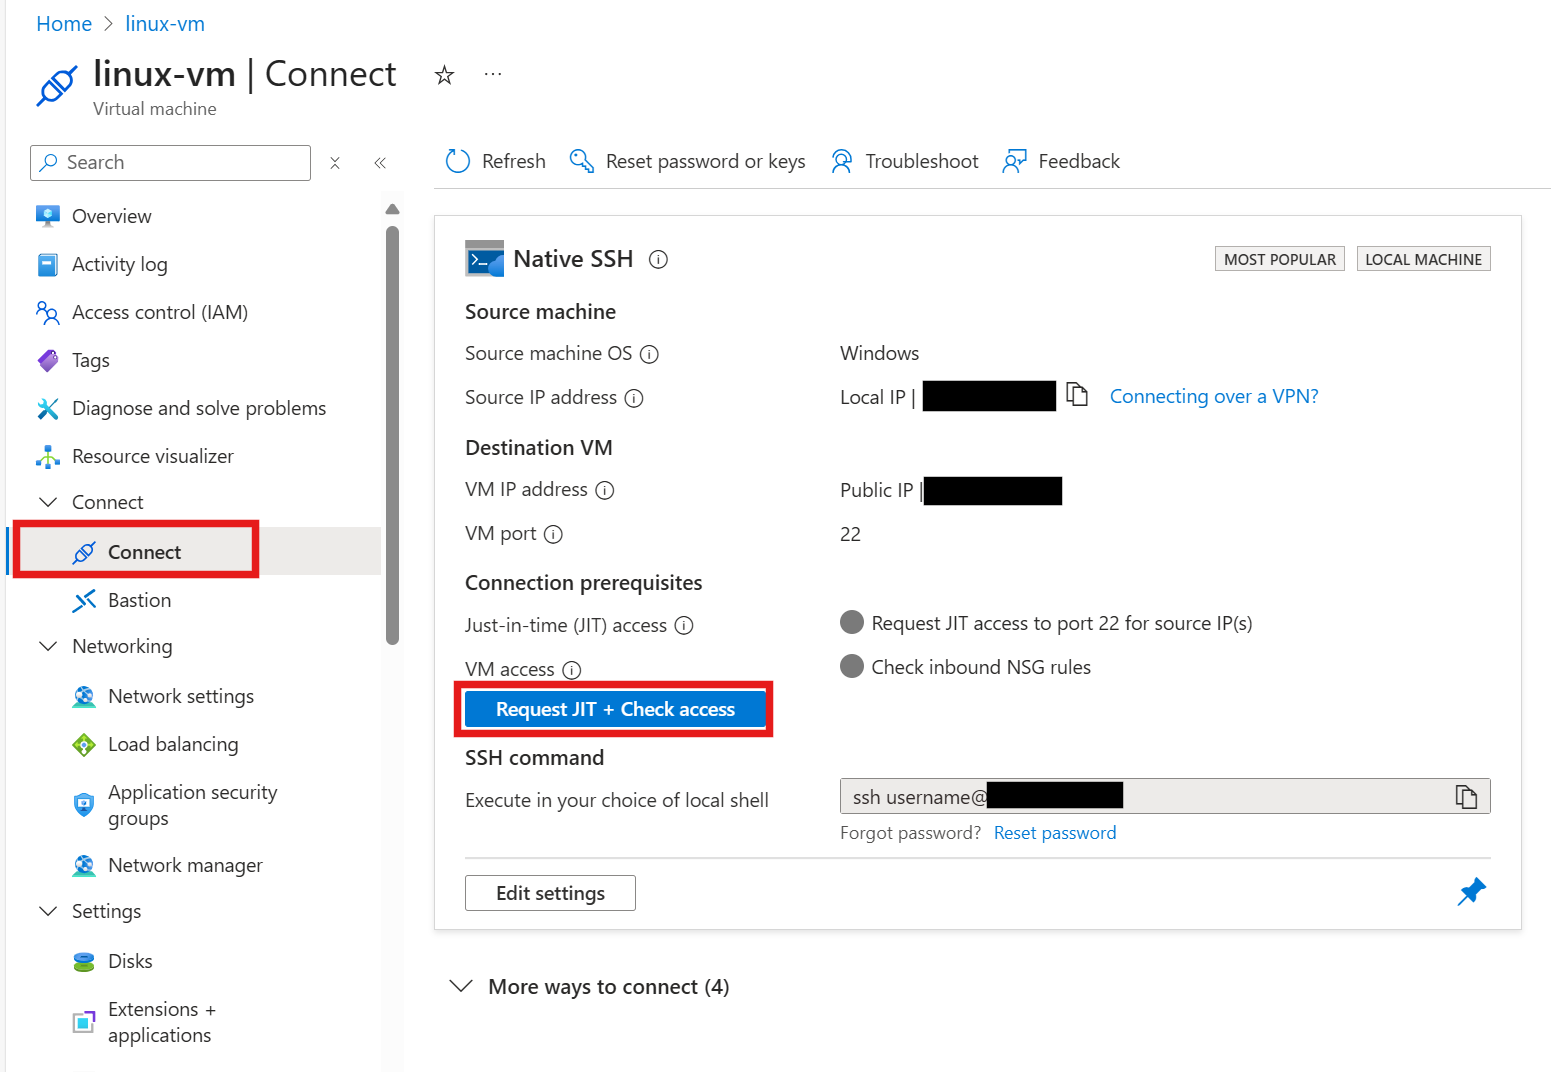 Home > linux-vm
linux-vm | Connect
Virtual machine
Search
Refresh
Reset password or keys
Troubleshoot
Feedback
Overview
Activity log
Access control (IAM)
Tags
Diagnose and solve problems
Resource visualizer
Connect
Connect
Bastion
Networking
Network settings
Load balancing
Application security
groups
Network manager
Settings
Disks
Extensions +
applications
Native SSH
MOST POPULAR
LOCAL MACHINE
Source machine
Source machine OS
Windows
Source IP address
Local IP |
Connecting over a VPN?
Destination VM
VM IP address
Public IP |
VM port
22
Connection prerequisites
Just-in-time (JIT) access
Request JIT access to port 22 for source IP(s)
VM access
Check inbound NSG rules
Request JIT + Check access
SSH command
Execute in your choice of local shell
ssh username@
Forgot password? Reset password
Edit settings
More ways to connect (4)